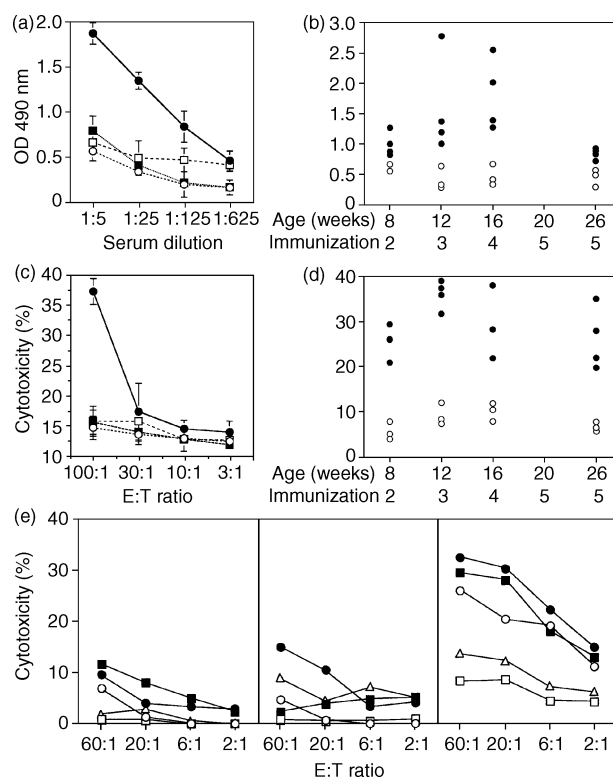 (a)
2.0
1.5
1.0
0.5
0
OD 490 nm
1:5 1:25 1:125 1:625
Serum dilution
(b)
3.0
2.5
2.0
1.5
1.0
0.5
0
Age (weeks) 8 12 16 20 26
Immunization 2 3 4 5 5
(c)
40
35
30
25
20
15
10
Cytotoxicity (%)
100:1 30:1 10:1 3:1
E:T ratio
(d)
40
30
20
10
0
Age (weeks) 8 12 16 20 26
Immunization 2 3 4 5 5
(e)
40
30
20
10
0
Cytotoxicity (%)
60:1 20:1 6:1 2:1 60:1 20:1 6:1 2:1 60:1 20:1 6:1 2:1
E:T ratio